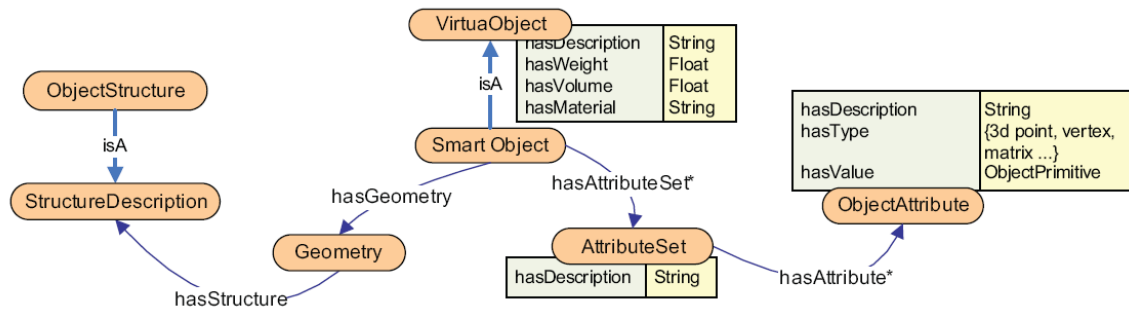 VirtuaObject
hasDescription String
hasWeight Float
hasVolume Float
hasMaterial String
isA
ObjectStructure
isA
StructureDescription
Smart Object
hasGeometry
hasAttributeSet*
Geometry
hasStructure
AttributeSet
hasDescription String
hasAttribute*
hasDescription String
hasType {3d point, vertex,
matrix ...}
hasValue ObjectPrimitive
ObjectAttribute